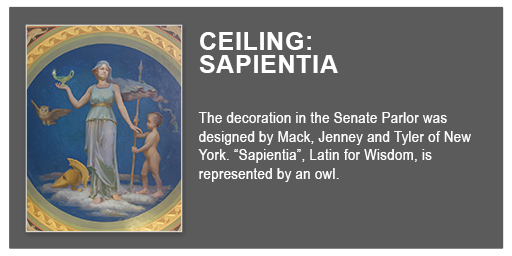 CEILING:
SAPIENTIA
The decoration in the Senate Parlor was
designed by Mack, Jenney and Tyler of New
York. “Sapientia”, Latin for Wisdom, is
represented by an owl.